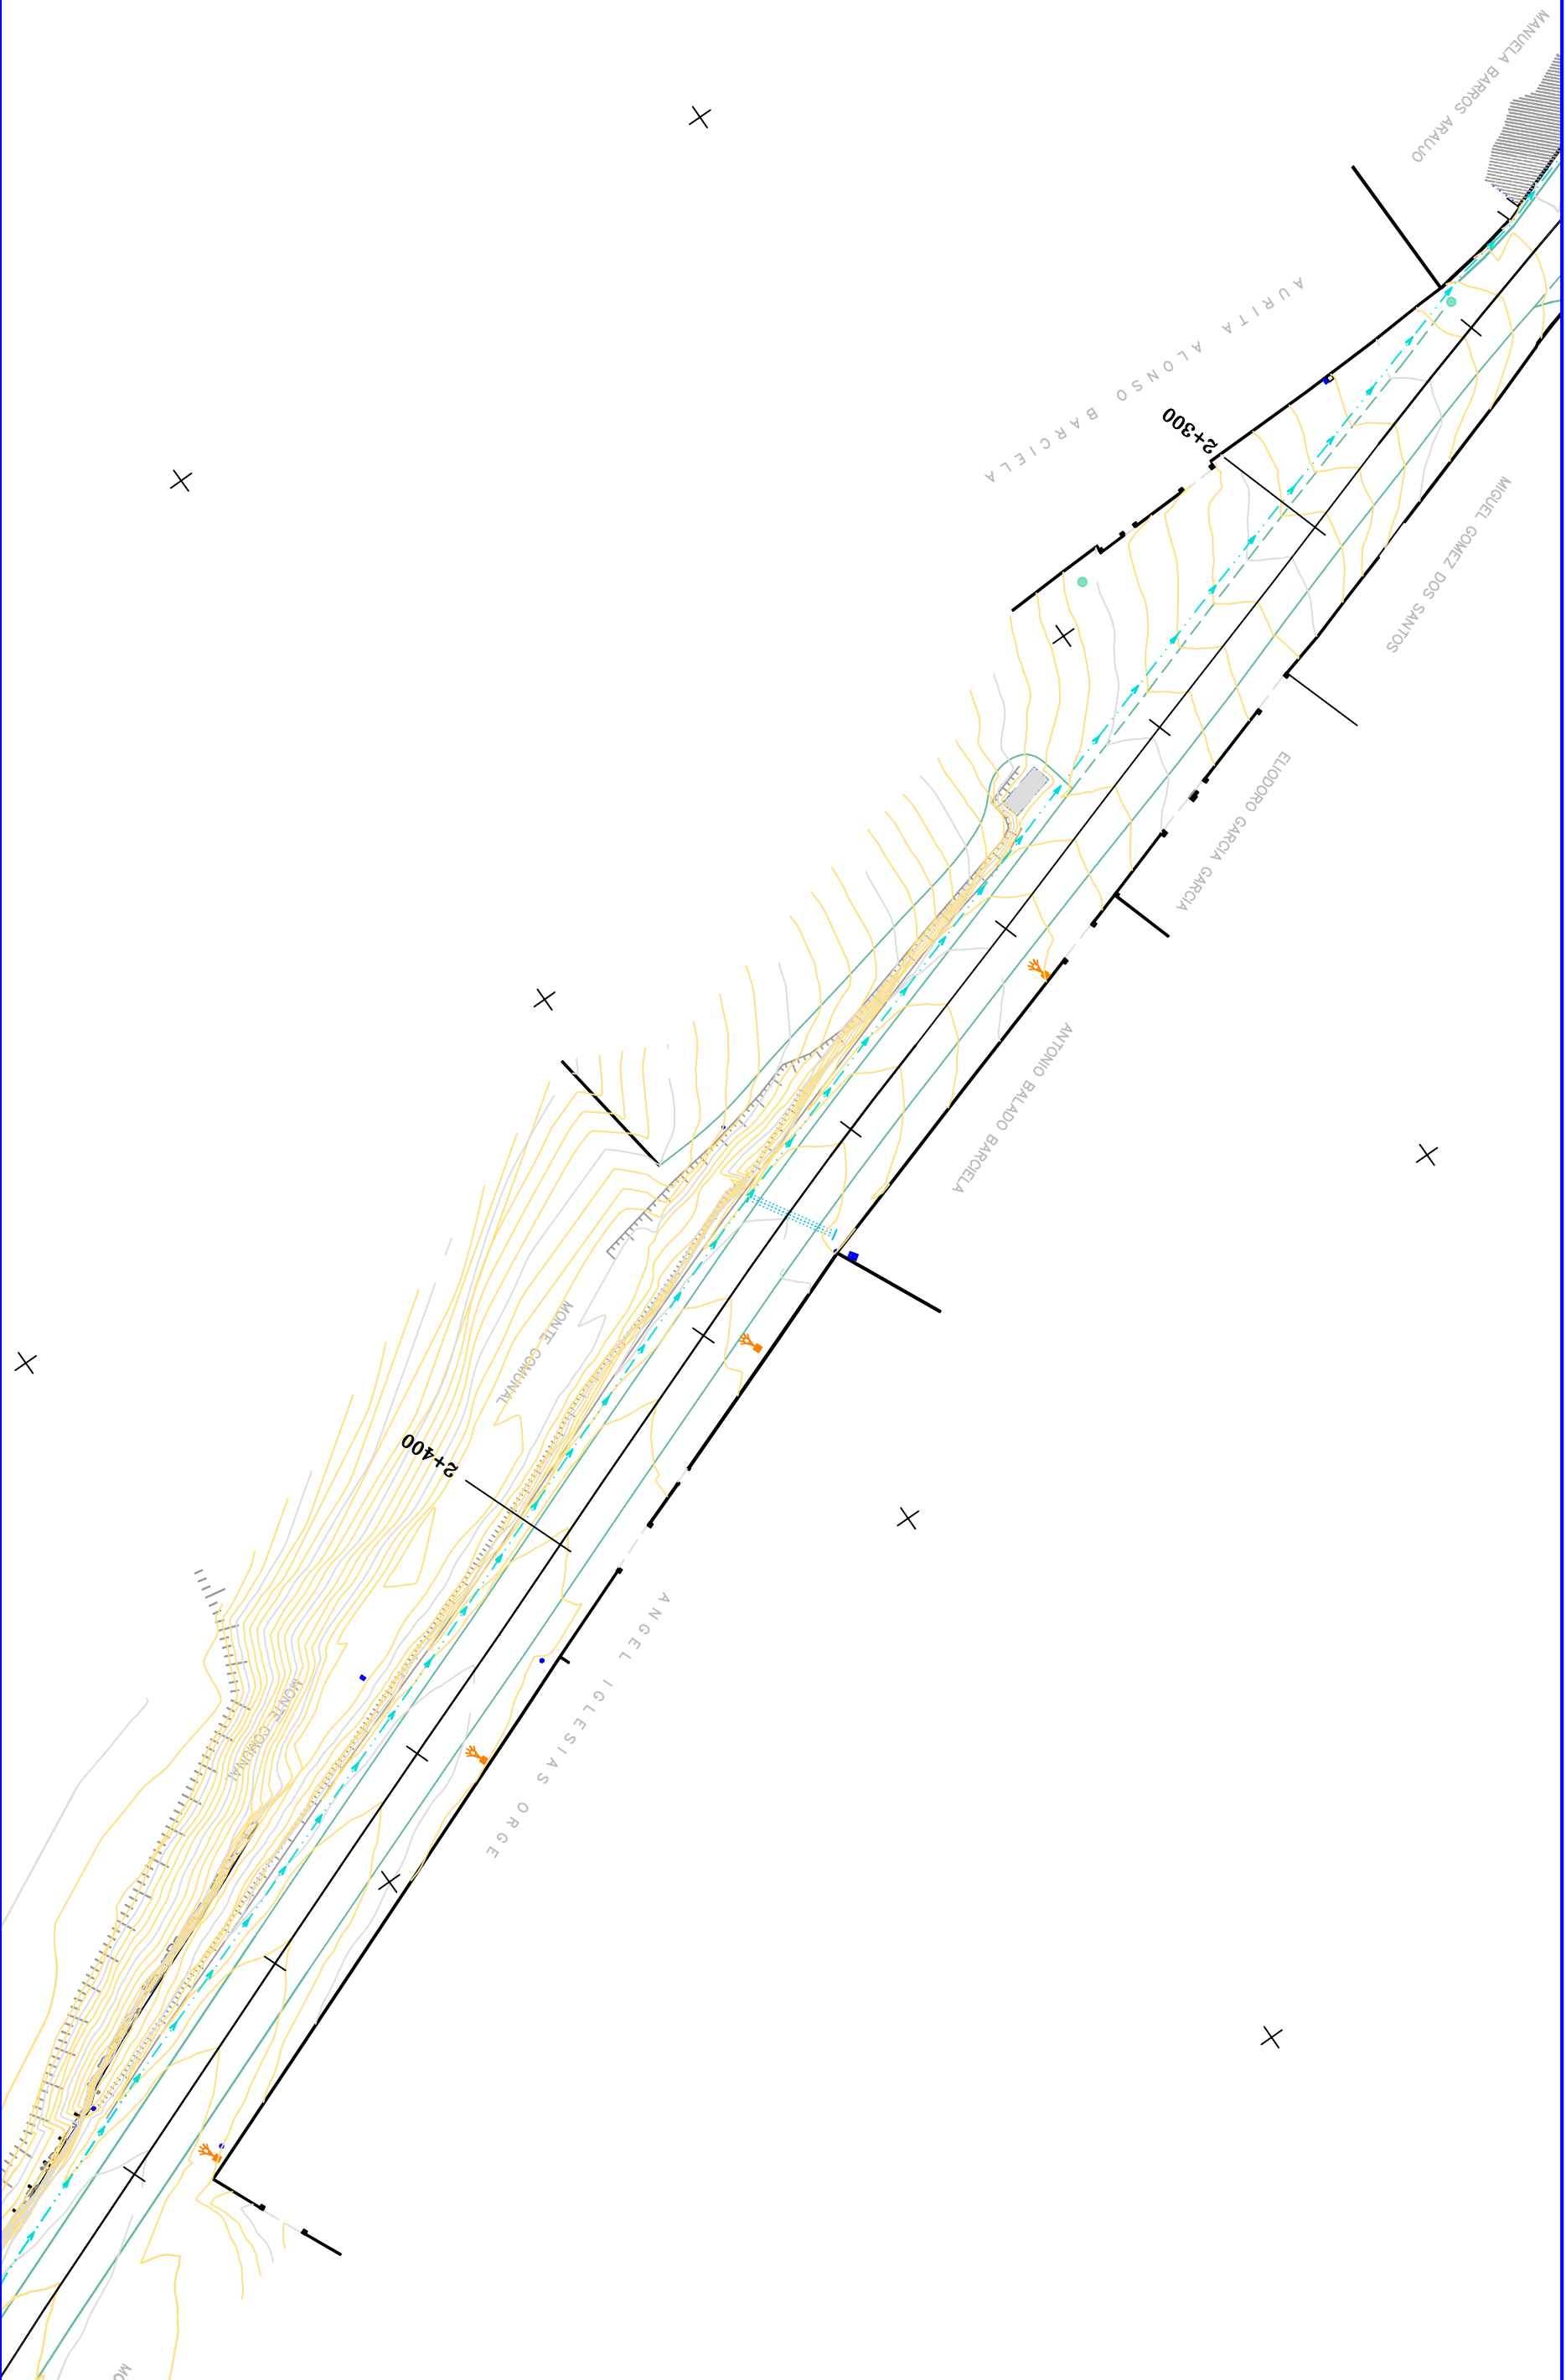 MANUELA BARROS ARAUJO
AURITA ALONSO BARCIELA
2+300
MIGUEL GOMEZ DOS SANTOS
ELIODORO GARCIA GARCIA
ANTONIO BALADO BARCIELA
MONTE COMUNAL
2+400
ANGEL IGLESIAS ORGE
MONTE COMUNAL
MO